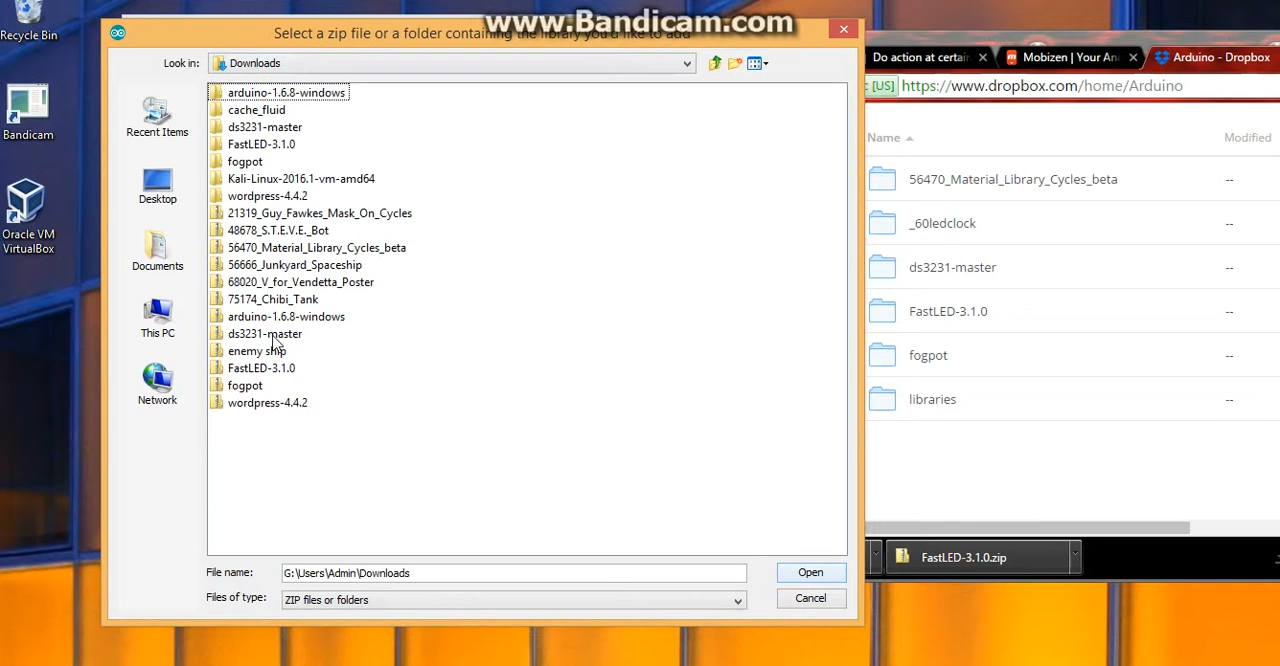 www.Bandicam.com
Recycle Bin
Bandicam
Oracle VM
VirtualBox
Select a zip file or a folder containing the library you'd like to add
Look in:
Downloads
Recent Items
Desktop
Documents
This PC
Network
arduino-1.6.8-windows
cache_fluid
ds3231-master
FastLED-3.1.0
fogpot
Kali-Linux-2016.1-vm-amd64
wordpress-4.4.2
21319_Guy_Fawkes_Mask_On_Cycles
48678_S.T.E.V.E._Bot
56470_Material_Library_Cycles_beta
56666_Junkyard_Spaceship
68020_V_for_Vendetta_Poster
75174_Chibi_Tank
arduino-1.6.8-windows
ds3231-master
enemy ship
FastLED-3.1.0
fogpot
wordpress-4.4.2
File name:
G:\Users\Admin\Downloads
Open
Files of type:
ZIP files or folders
Cancel
Do action at certai
Mobizen | Your An
Arduino - Dropbox
[US]
https://www.dropbox.com/home/Arduino
Name
Modified
56470_Material_Library_Cycles_beta
--
_60ledclock
--
ds3231-master
--
FastLED-3.1.0
--
fogpot
--
libraries
--
FastLED-3.1.0.zip